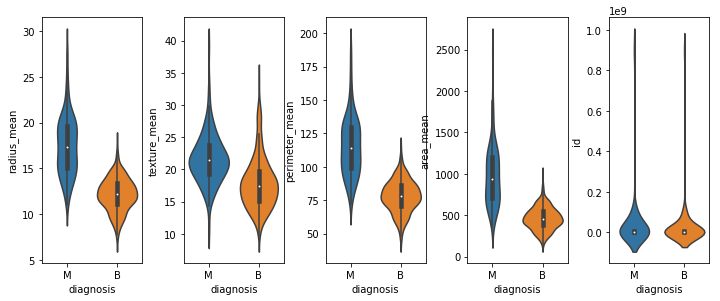 radius_mean
30
25
20
15
10
5
M B
diagnosis
texture_mean
40
35
30
25
20
15
10
M B
diagnosis
perimeter_mean
200
175
150
125
100
75
50
M B
diagnosis
area_mean
2500
2000
1500
1000
500
0
M B
diagnosis
1e9
id
1.0
0.8
0.6
0.4
0.2
0.0
M B
diagnosis